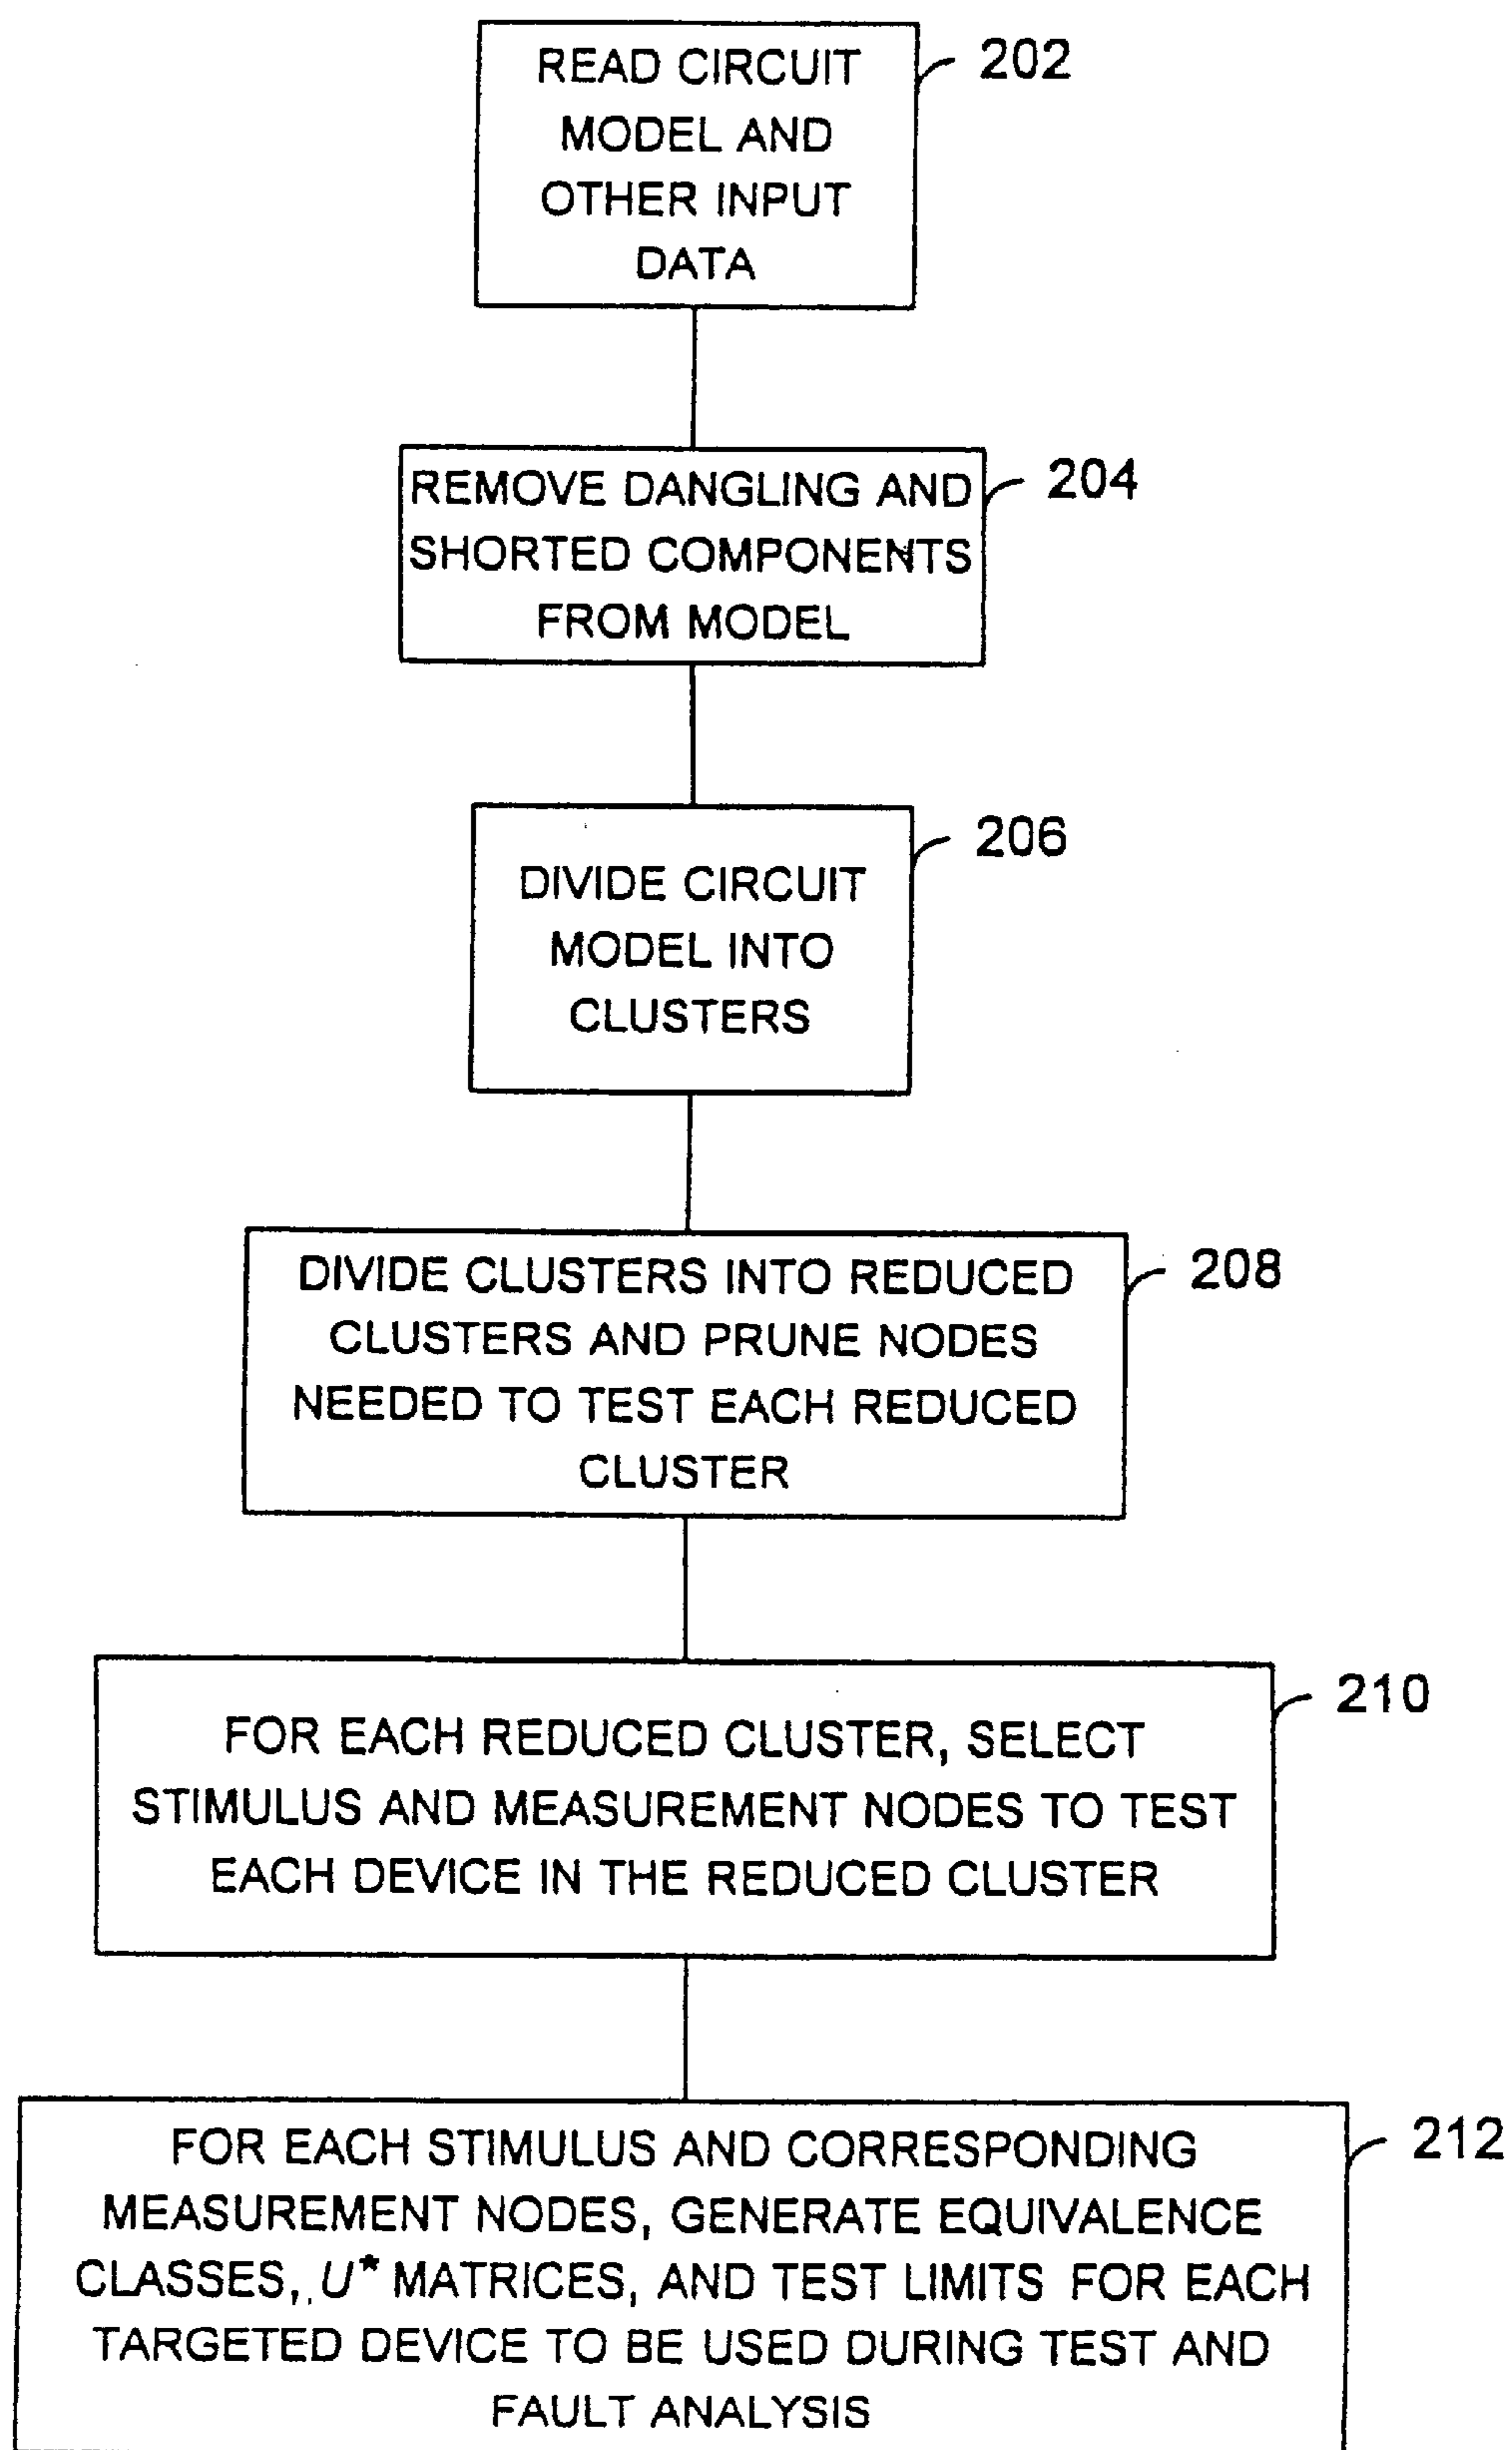 READ CIRCUIT
MODEL AND
OTHER INPUT
DATA
202
REMOVE DANGLING AND
SHORTED COMPONENTS
FROM MODEL
204
DIVIDE CIRCUIT
MODEL INTO
CLUSTERS
206
DIVIDE CLUSTERS INTO REDUCED
CLUSTERS AND PRUNE NODES
NEEDED TO TEST EACH REDUCED
CLUSTER
208
FOR EACH REDUCED CLUSTER, SELECT
STIMULUS AND MEASUREMENT NODES TO TEST
EACH DEVICE IN THE REDUCED CLUSTER
210
FOR EACH STIMULUS AND CORRESPONDING
MEASUREMENT NODES, GENERATE EQUIVALENCE
CLASSES, U* MATRICES, AND TEST LIMITS FOR EACH
TARGETED DEVICE TO BE USED DURING TEST AND
FAULT ANALYSIS
212